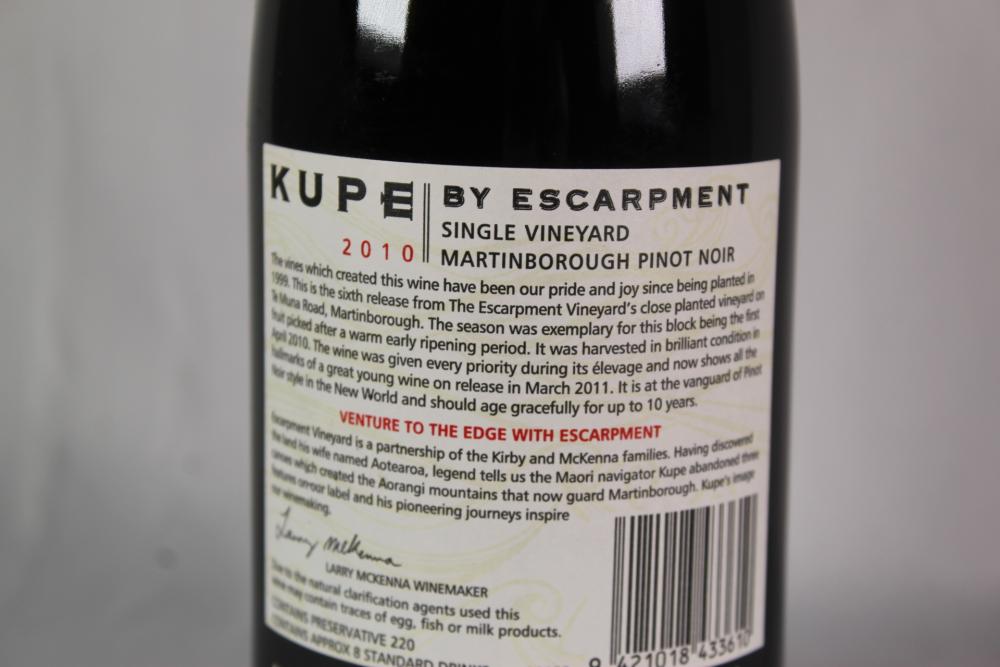 KUPE BY ESCARPMENT
2010 SINGLE VINEYARD
MARTINBOROUGH PINOT NOIR
The vines which created this wine have been our pride and joy since being planted in
1999. This is the sixth release from The Escarpment Vineyard's close planted vineyard on
Te Muna Road, Martinborough. The season was exemplary for this block being the first
fruit picked after a warm early ripening period. It was harvested in brilliant condition in
April 2010. The wine was given every priority during its élevage and now shows all the
hallmarks of a great young wine on release in March 2011. It is at the vanguard of Pinot
Noir style in the New World and should age gracefully for up to 10 years.
VENTURE TO THE EDGE WITH ESCARPMENT
Escarpment Vineyard is a partnership of the Kirby and McKenna families. Having discovered
the land his wife named Aotearoa, legend tells us the Maori navigator Kupe abandoned three
canoes which created the Aorangi mountains that now guard Martinborough. Kupe's image
features on our label and his pioneering journeys inspire
our winemaking.
Larry McKenna
LARRY MCKENNA WINEMAKER
Due to the natural clarification agents used this
wine may contain traces of egg, fish or milk products.
CONTAINS PRESERVATIVE 220
CONTAINS APPROX 8 STANDARD DRINKS
9 421018 433610